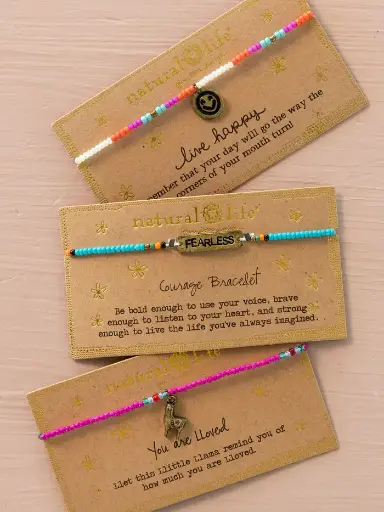 natural life
live happy
ember that your day will go the way the
corners of your mouth turn!
natural life
FEARLESS
Courage Bracelet
Be bold enough to use your voice, brave
enough to listen to your heart, and strong
enough to live the life you've always imagined.
natural life
You are LLoved
LLet this LLittle LLama remind you of
how much you are LLoved.